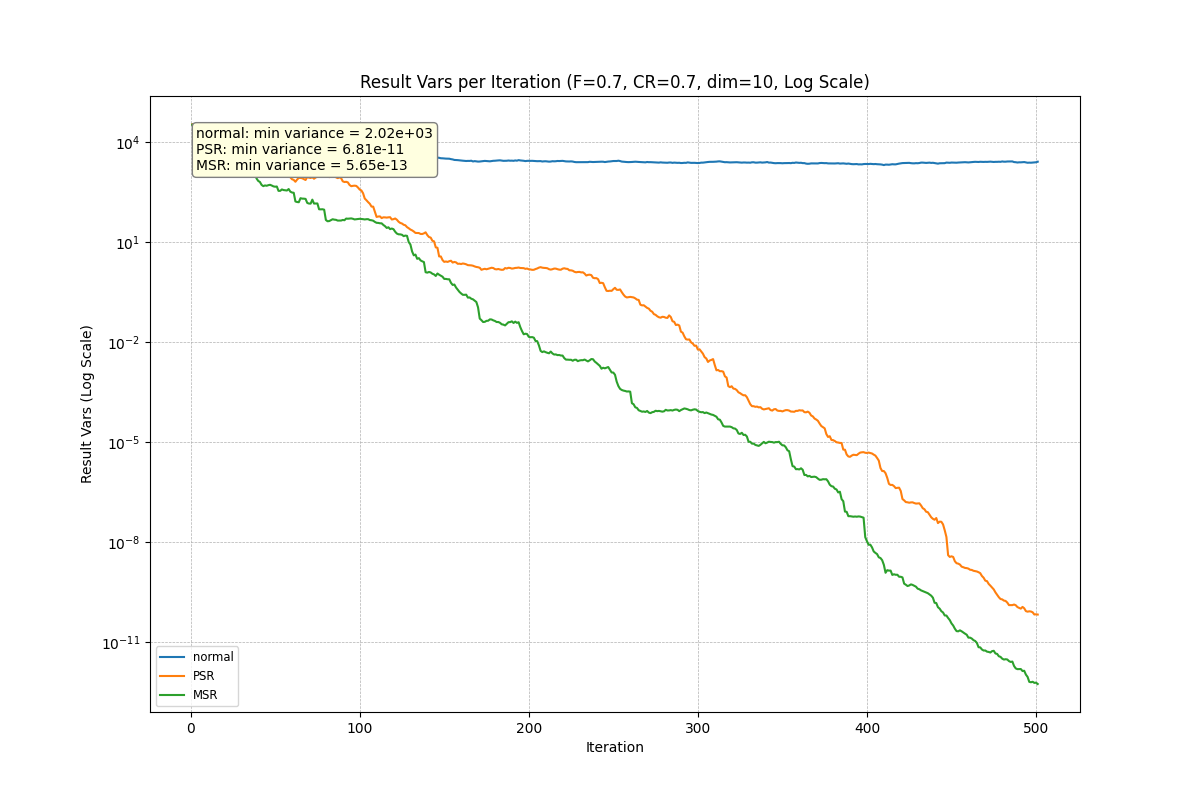 Result Vars per Iteration (F=0.7, CR=0.7, dim=10, Log Scale)
normal: min variance = 2.02e+03
PSR: min variance = 6.81e-11
MSR: min variance = 5.65e-13
Result Vars (Log Scale)
10^4
10^1
10^−2
10^−5
10^−8
10^−11
normal
PSR
MSR
0 100 200 300 400 500
Iteration